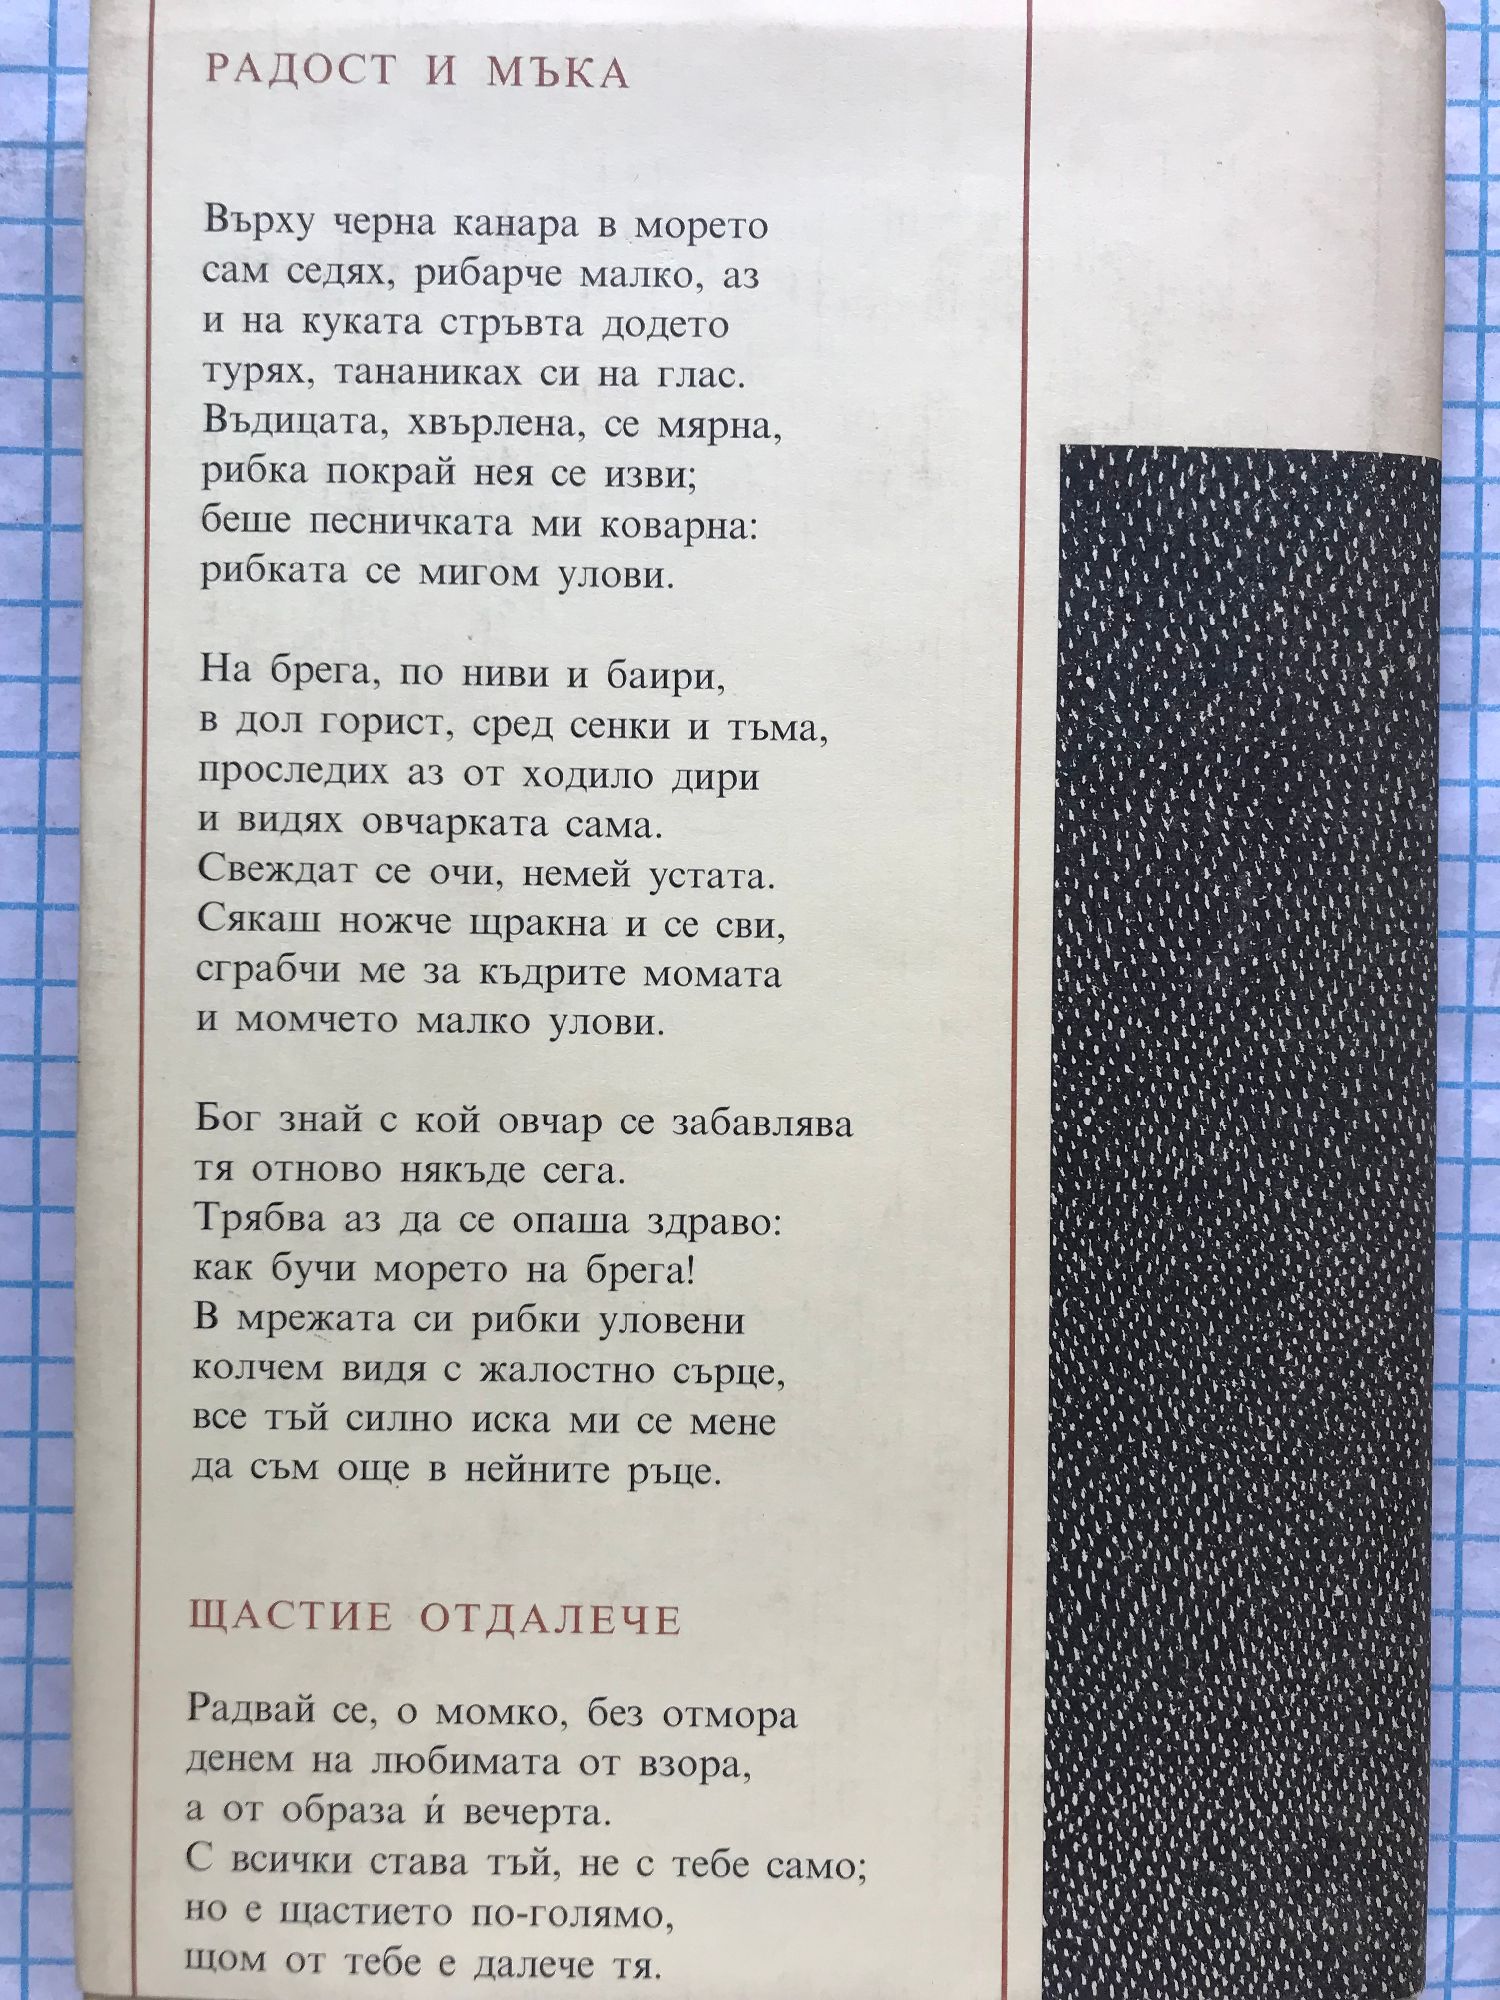 РАДОСТ И МЪКА
Върху черна канара в морето
сам седях, рибарче малко, аз
и на куката стръвта додето
турях, тананиках си на глас.
Въдицата, хвърлена, се мярна,
рибка покрай нея се изви;
беше песничката ми коварна:
рибката се мигом улови.
На брега, по ниви и баири,
в дол горист, сред сенки и тъма,
проследих аз от ходило дири
и видях овчарката сама.
Свеждат се очи, немей устата.
Сякаш ножче щракна и се сви,
сграбчи ме за къдрите момата
и момчето малко улови.
Бог знай с кой овчар се забавлява
тя отново някъде сега.
Трябва аз да се опаша здраво:
как бучи морето на брега!
В мрежата си рибки уловени
колчем видя с жалостно сърце,
все тъй силно иска ми се мене
да съм още в нейните ръце.
ЩАСТИЕ ОТДАЛЕЧЕ
Радвай се, о момко, без отмора
денем на любимата от взора,
а от образа ѝ вечерта.
С всички става тъй, не с тебе само;
но е щастието по-голямо,
щом от тебе е далече тя.